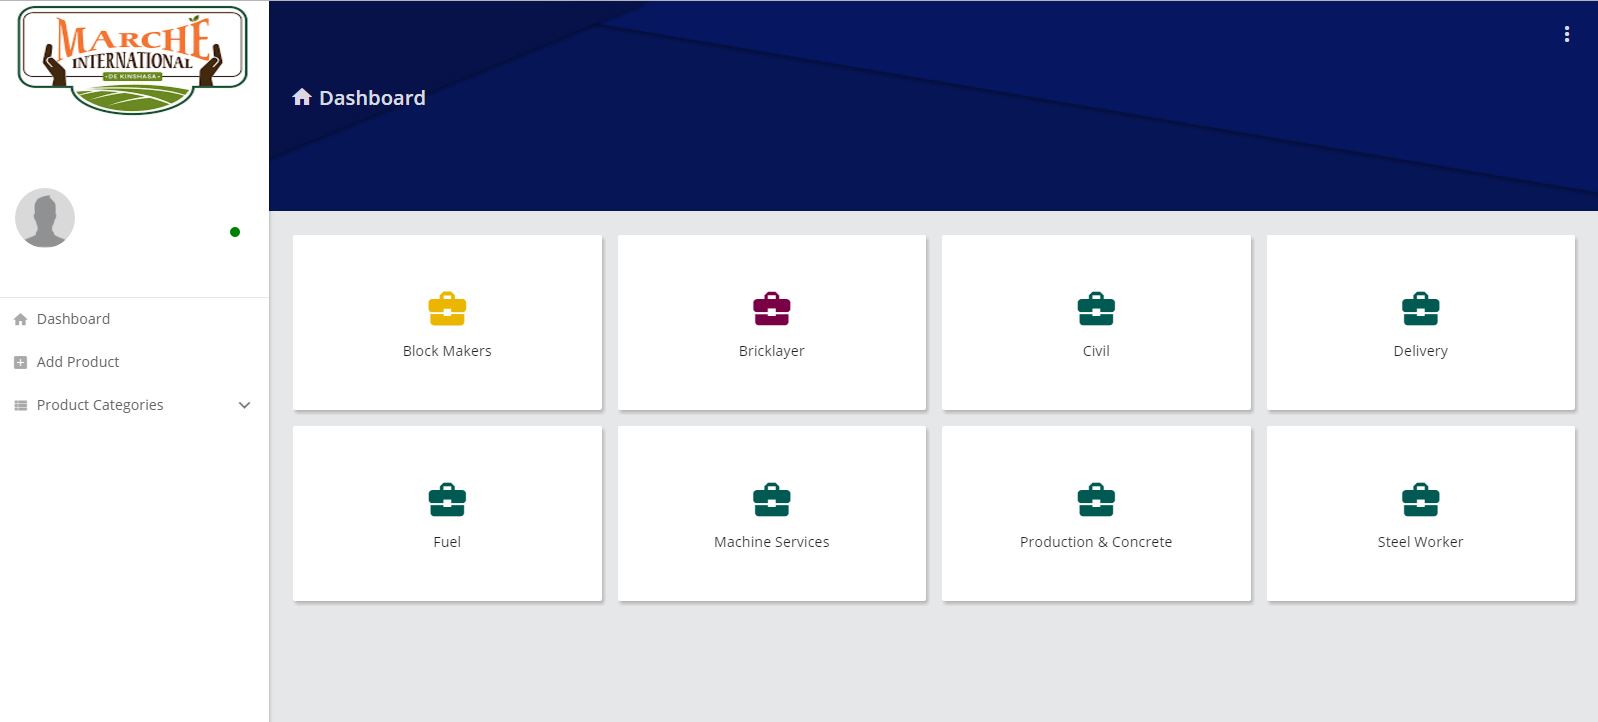 MARCHÉ
INTERNATIONAL
DE KINSHASA
Dashboard
Dashboard
Add Product
Product Categories
Block Makers
Bricklayer
Civil
Delivery
Fuel
Machine Services
Production & Concrete
Steel Worker